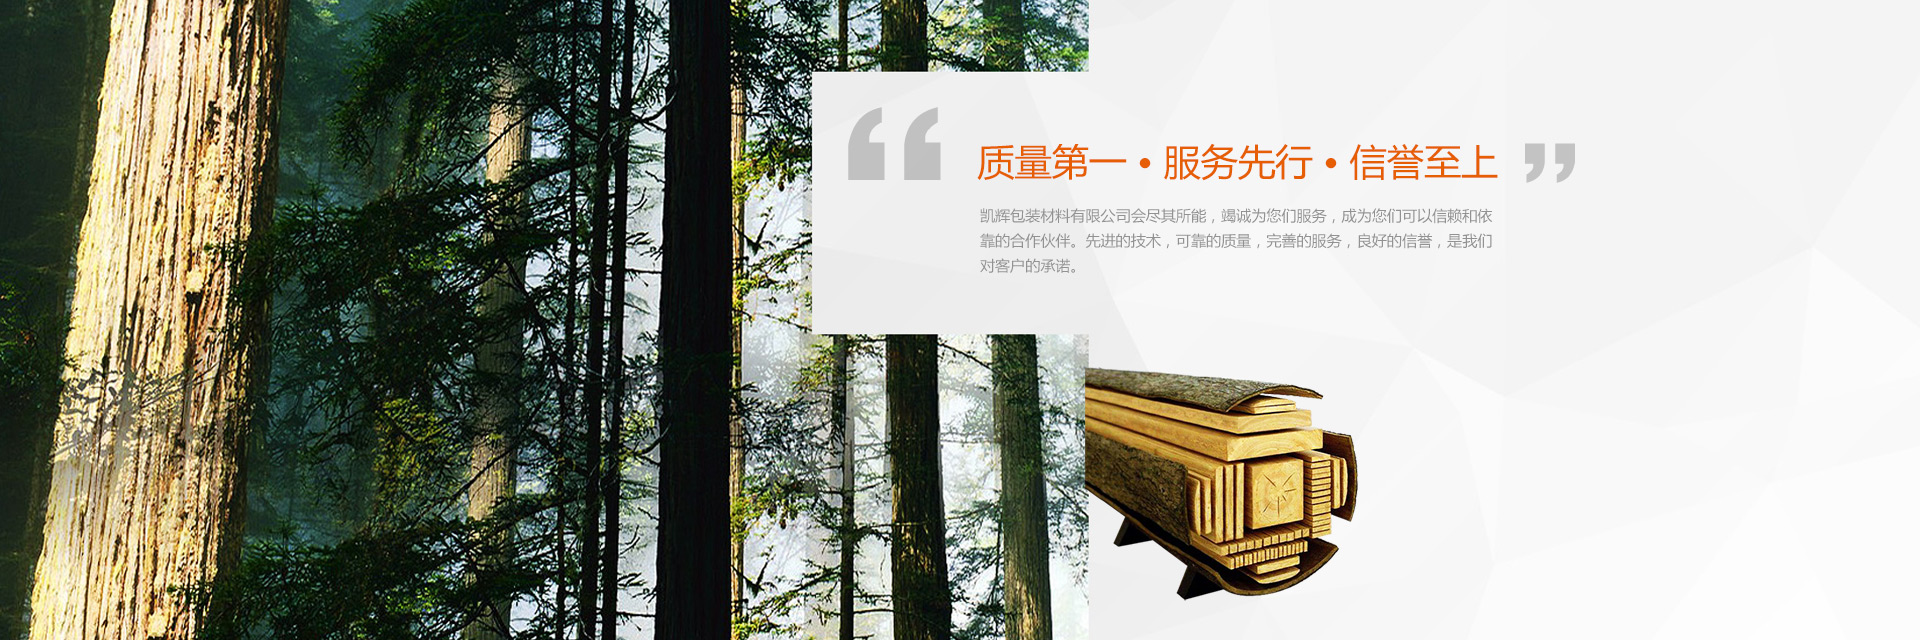 质量第一•服务先行•信誉至上
凯辉包装材料有限公司会尽其所能，竭诚为您们服务，成为您们可以信赖和依
靠的合作伙伴。先进的技术，可靠的质量，完善的服务，良好的信誉，是我们
对客户的承诺。